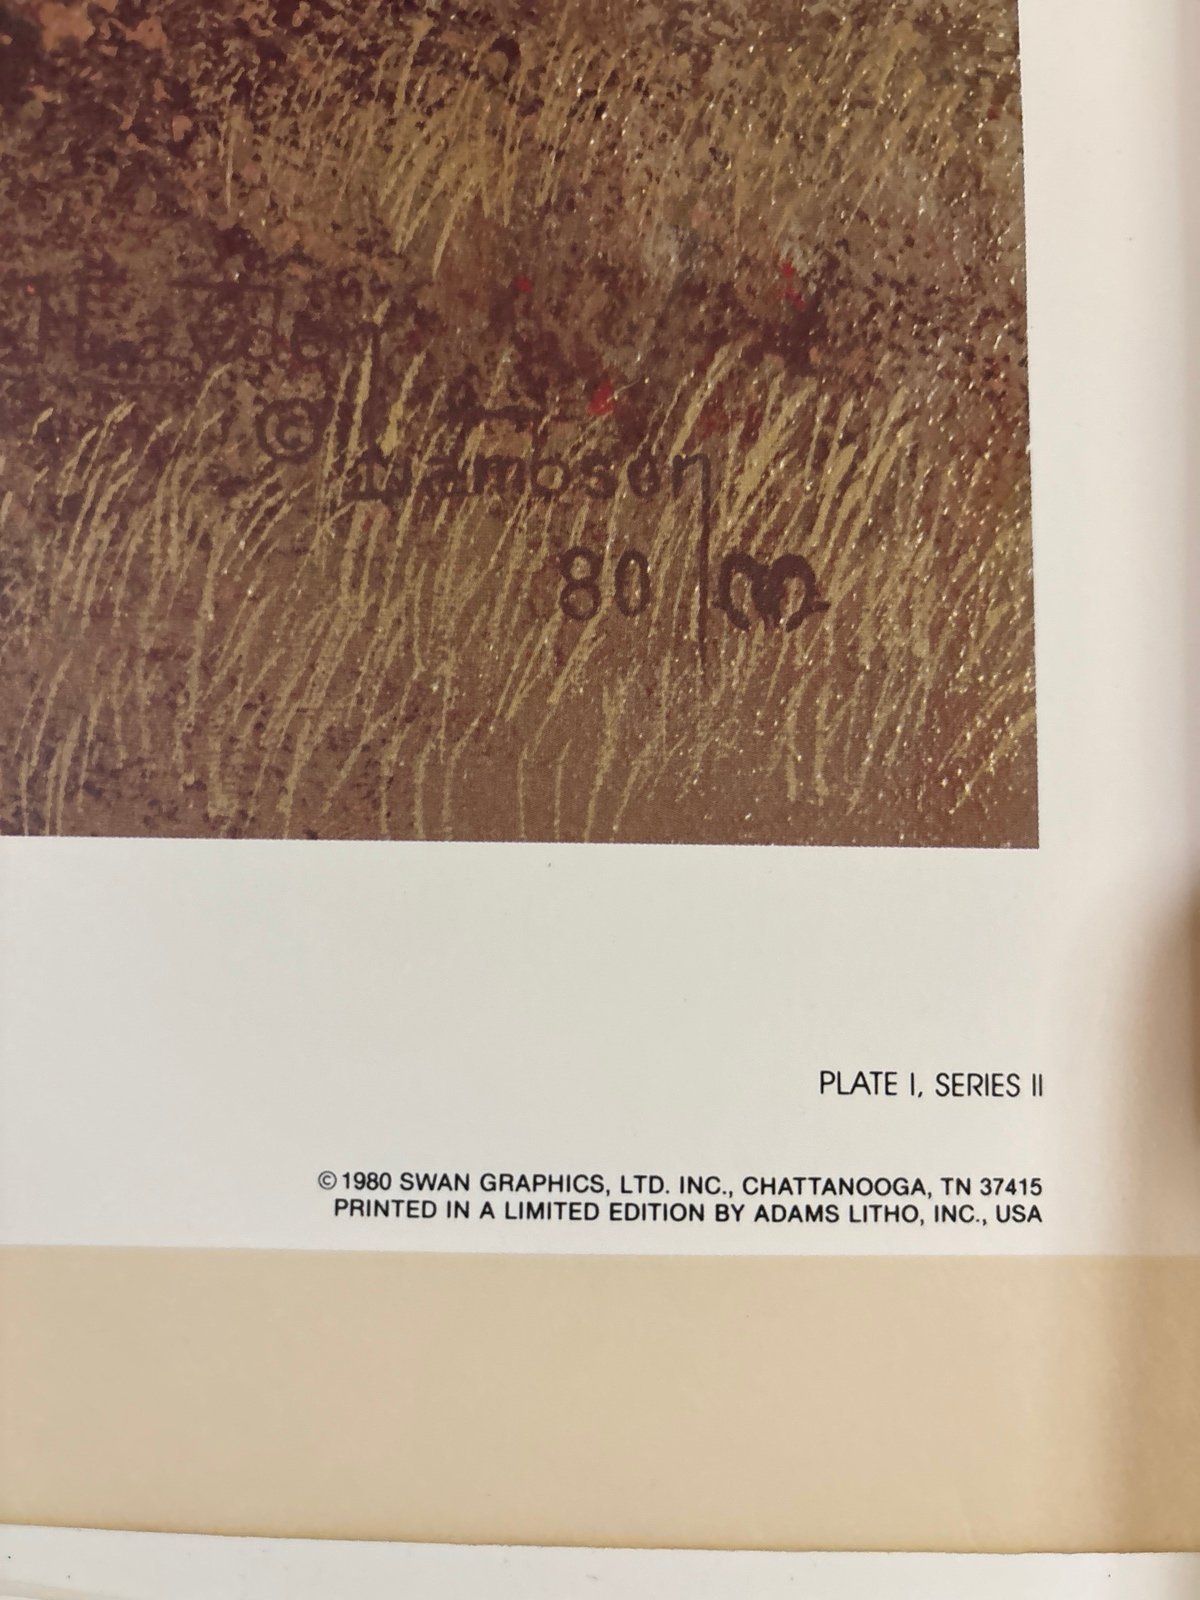 ©
80
PLATE I, SERIES II
© 1980 SWAN GRAPHICS, LTD. INC., CHATTANOOGA, TN 37415
PRINTED IN A LIMITED EDITION BY ADAMS LITHO, INC., USA